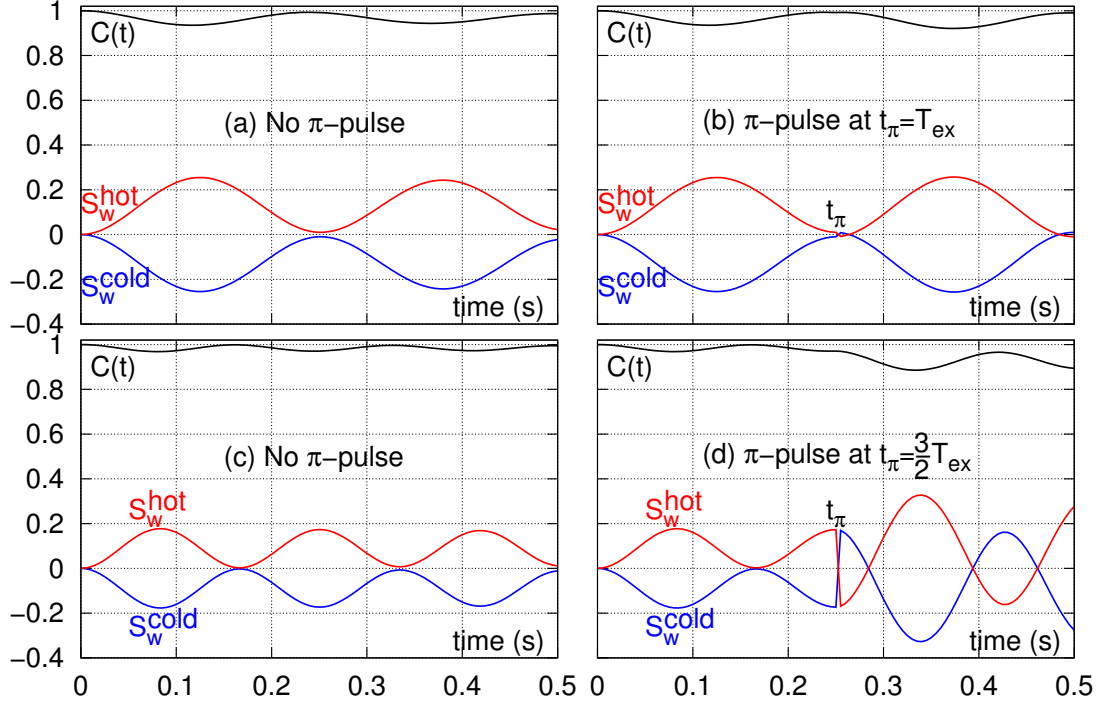 1
0.8
0.6
0.4
0.2
0
−0.2
−0.4
C(t)
(a) No π−pulse
S_w^hot
S_w^cold
time (s)
C(t)
(b) π−pulse at t_π=T_ex
S_w^hot
t_π
S_w^cold
time (s)
1
0.8
0.6
0.4
0.2
0
−0.2
−0.4
C(t)
(c) No π−pulse
S_w^hot
S_w^cold
time (s)
0 0.1 0.2 0.3 0.4 0.5
C(t)
(d) π−pulse at t_π=3/2 T_ex
S_w^hot
t_π
S_w^cold
time (s)
0 0.1 0.2 0.3 0.4 0.5